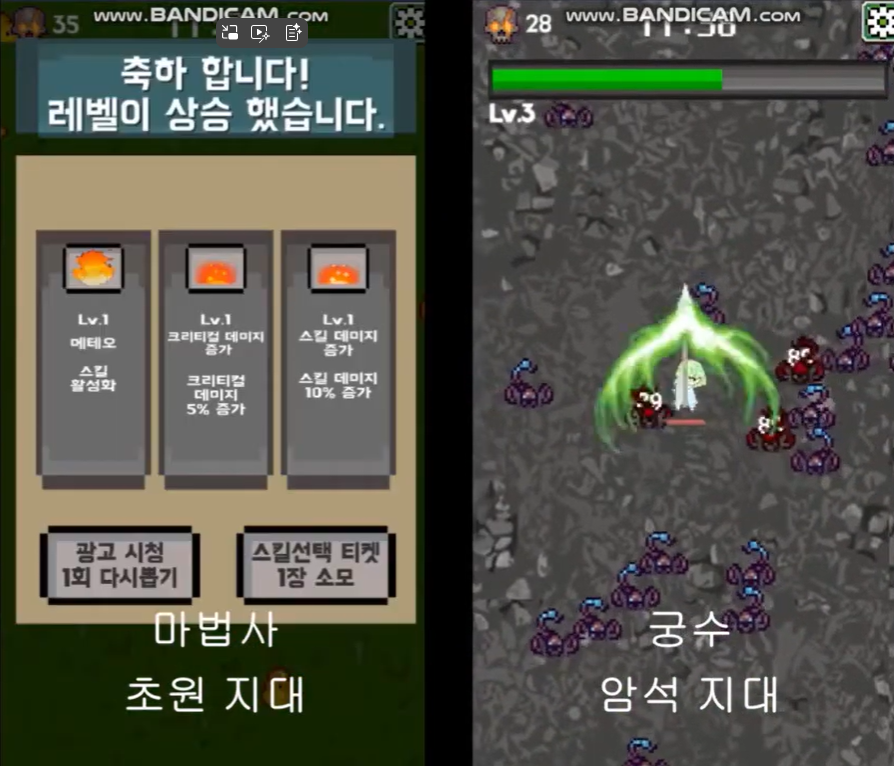 www.BANDICAM.com
35
축하 합니다!
레벨이 상승 했습니다.
Lv.1
메테오
스킬
활성화
Lv.1
크리티컬 데미지
증가
크리티컬
데미지
5% 증가
Lv.1
스킬 데미지
증가
스킬 데미지
10% 증가
광고 시청
1회 다시뽑기
스킬선택 티켓
1장 소모
마법사
초원 지대
www.BANDICAM.com
28
Lv.3
궁수
암석 지대